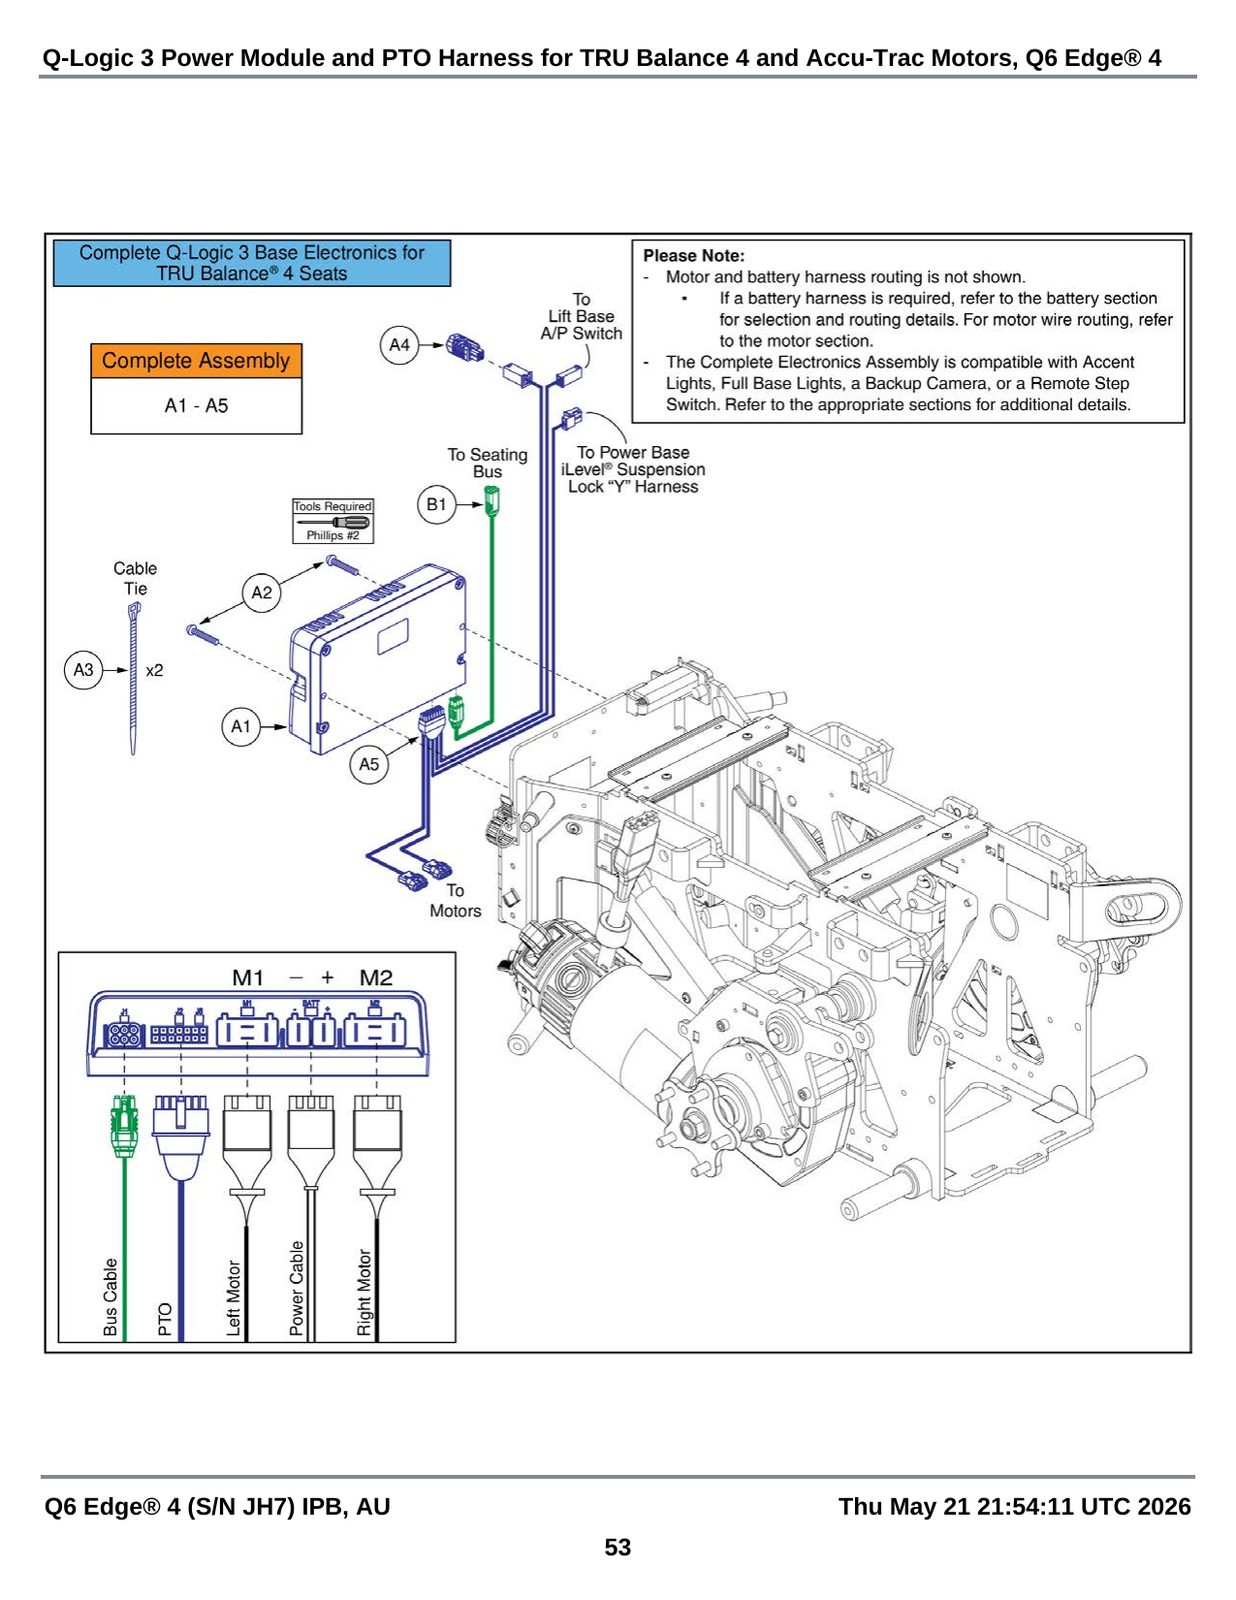 Q-Logic 3 Power Module and PTO Harness for TRU Balance 4 and Accu-Trac Motors, Q6 Edge® 4
Complete Q-Logic 3 Base Electronics for
TRU Balance® 4 Seats
Please Note:
- Motor and battery harness routing is not shown.
▪ If a battery harness is required, refer to the battery section
for selection and routing details. For motor wire routing, refer
to the motor section.
- The Complete Electronics Assembly is compatible with Accent
Lights, Full Base Lights, a Backup Camera, or a Remote Step
Switch. Refer to the appropriate sections for additional details.
To
Lift Base
A/P Switch
A4
Complete Assembly
A1 - A5
To Seating
Bus
To Power Base
iLevel® Suspension
Lock “Y” Harness
B1
Tools Required
Phillips #2
Cable
Tie
A2
A3
x2
A1
A5
To
Motors
M1 – + M2
J1
J2
J3
M1
BATT
- +
M2
Bus Cable
PTO
Left Motor
Power Cable
Right Motor
Q6 Edge® 4 (S/N JH7) IPB, AU
Thu May 21 21:54:11 UTC 2026
53